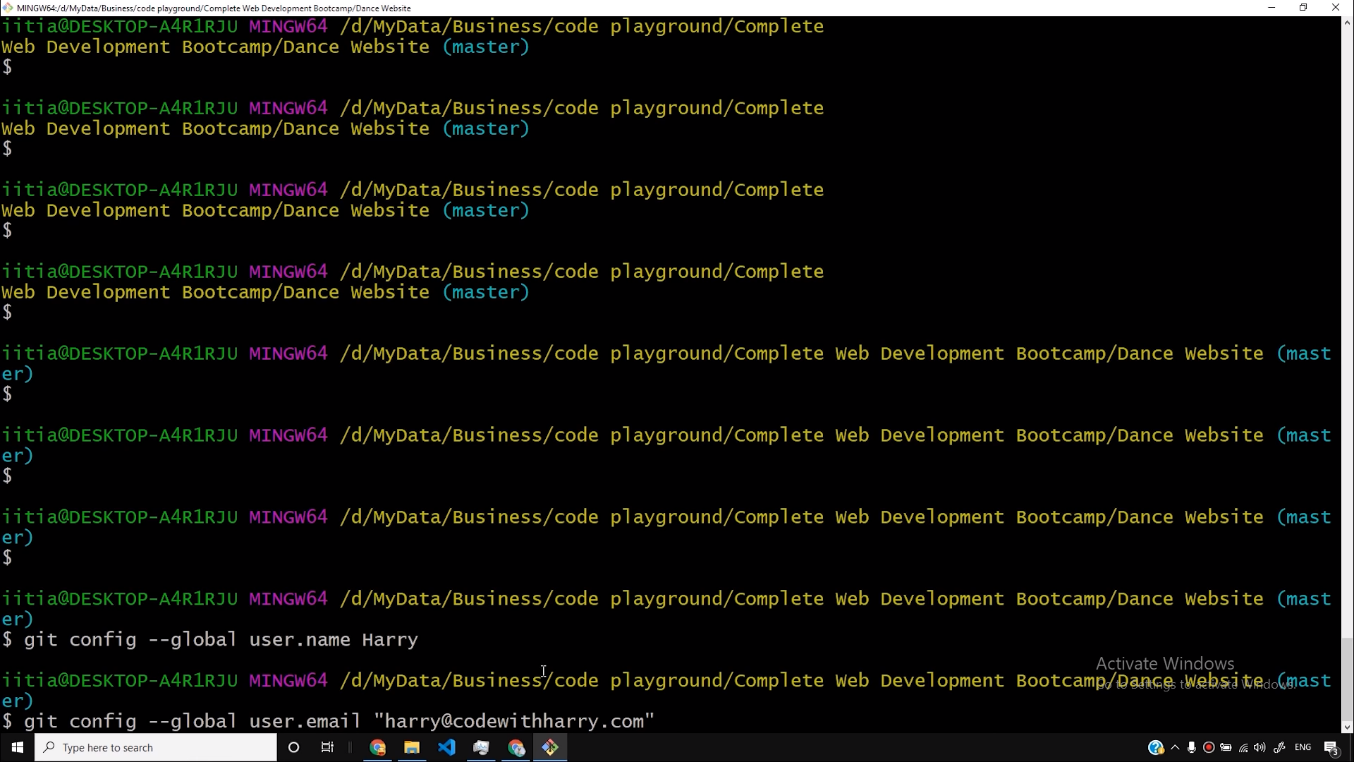 MINGW64:/d/MyData/Business/code playground/Complete Web Development Bootcamp/Dance Website
iitia@DESKTOP-A4R1RJU MINGW64 /d/MyData/Business/code playground/Complete
Web Development Bootcamp/Dance Website (master)
$
iitia@DESKTOP-A4R1RJU MINGW64 /d/MyData/Business/code playground/Complete
Web Development Bootcamp/Dance Website (master)
$
iitia@DESKTOP-A4R1RJU MINGW64 /d/MyData/Business/code playground/Complete
Web Development Bootcamp/Dance Website (master)
$
iitia@DESKTOP-A4R1RJU MINGW64 /d/MyData/Business/code playground/Complete
Web Development Bootcamp/Dance Website (master)
$
iitia@DESKTOP-A4R1RJU MINGW64 /d/MyData/Business/code playground/Complete Web Development Bootcamp/Dance Website (mast
er)
$
iitia@DESKTOP-A4R1RJU MINGW64 /d/MyData/Business/code playground/Complete Web Development Bootcamp/Dance Website (mast
er)
$
iitia@DESKTOP-A4R1RJU MINGW64 /d/MyData/Business/code playground/Complete Web Development Bootcamp/Dance Website (mast
er)
$
iitia@DESKTOP-A4R1RJU MINGW64 /d/MyData/Business/code playground/Complete Web Development Bootcamp/Dance Website (mast
er)
$ git config --global user.name Harry
Activate Windows
iitia@DESKTOP-A4R1RJU MINGW64 /d/MyData/Business/code playground/Complete Web Development Bootcamp/Dance Website (mast
Go to Settings to activate Windows.
er)
$ git config --global user.email "harry@codewithharry.com"
Type here to search
ENG
3